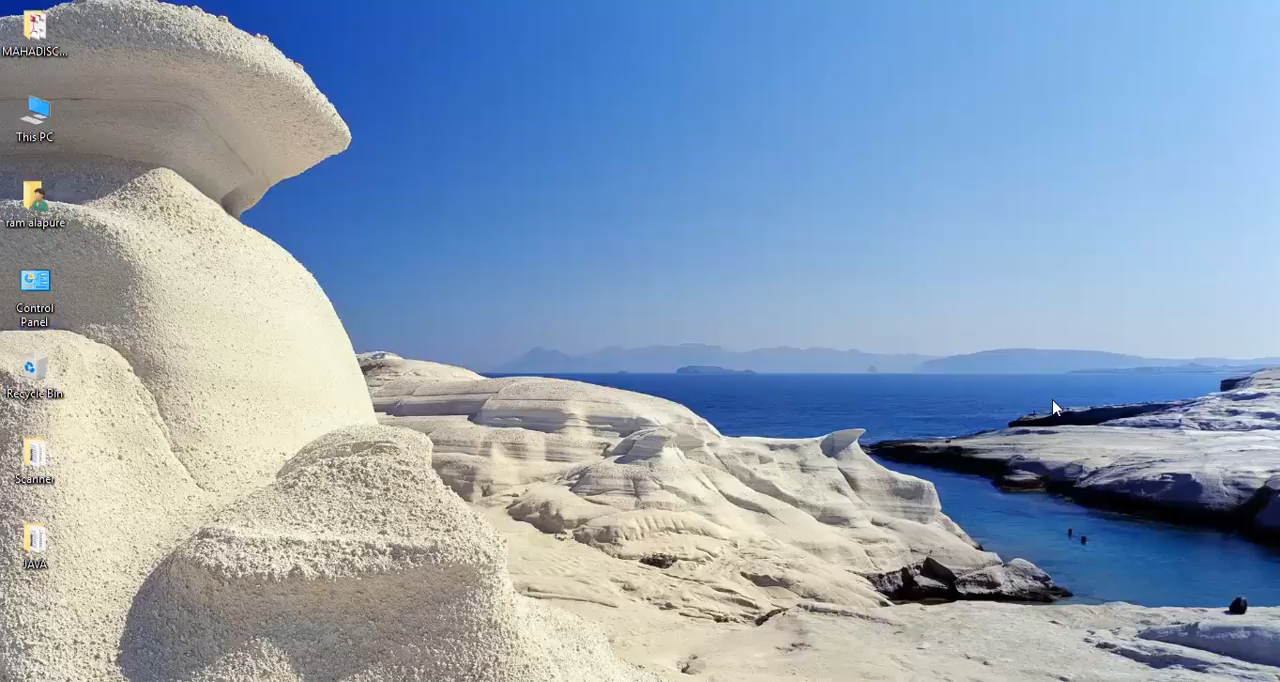 MAHADISC...
This PC
ram alapure
Control
Panel
Recycle Bin
Scanner
JAVA